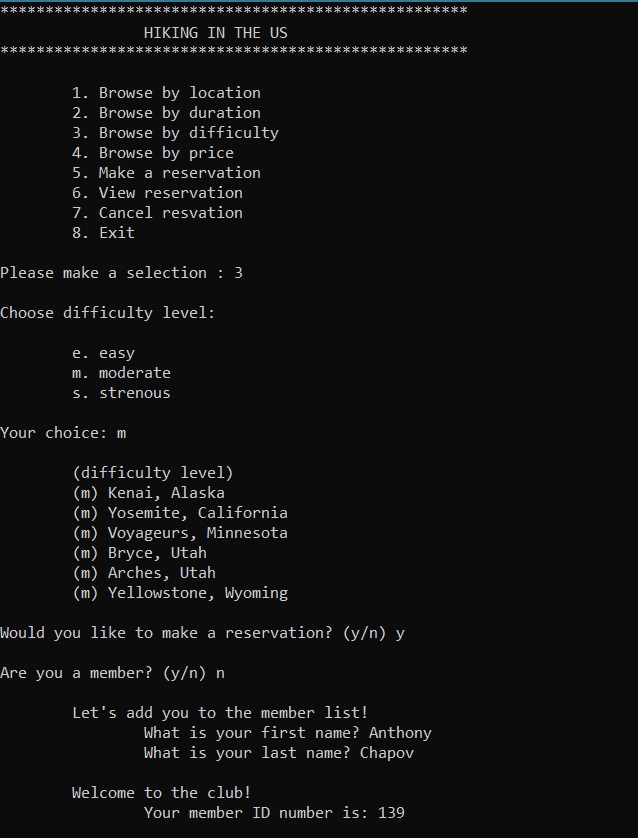 ****************************************************
HIKING IN THE US
****************************************************
1. Browse by location
2. Browse by duration
3. Browse by difficulty
4. Browse by price
5. Make a reservation
6. View reservation
7. Cancel resvation
8. Exit
Please make a selection : 3
Choose difficulty level:
e. easy
m. moderate
s. strenous
Your choice: m
(difficulty level)
(m) Kenai, Alaska
(m) Yosemite, California
(m) Voyageurs, Minnesota
(m) Bryce, Utah
(m) Arches, Utah
(m) Yellowstone, Wyoming
Would you like to make a reservation? (y/n) y
Are you a member? (y/n) n
Let's add you to the member list!
What is your first name? Anthony
What is your last name? Chapov
Welcome to the club!
Your member ID number is: 139